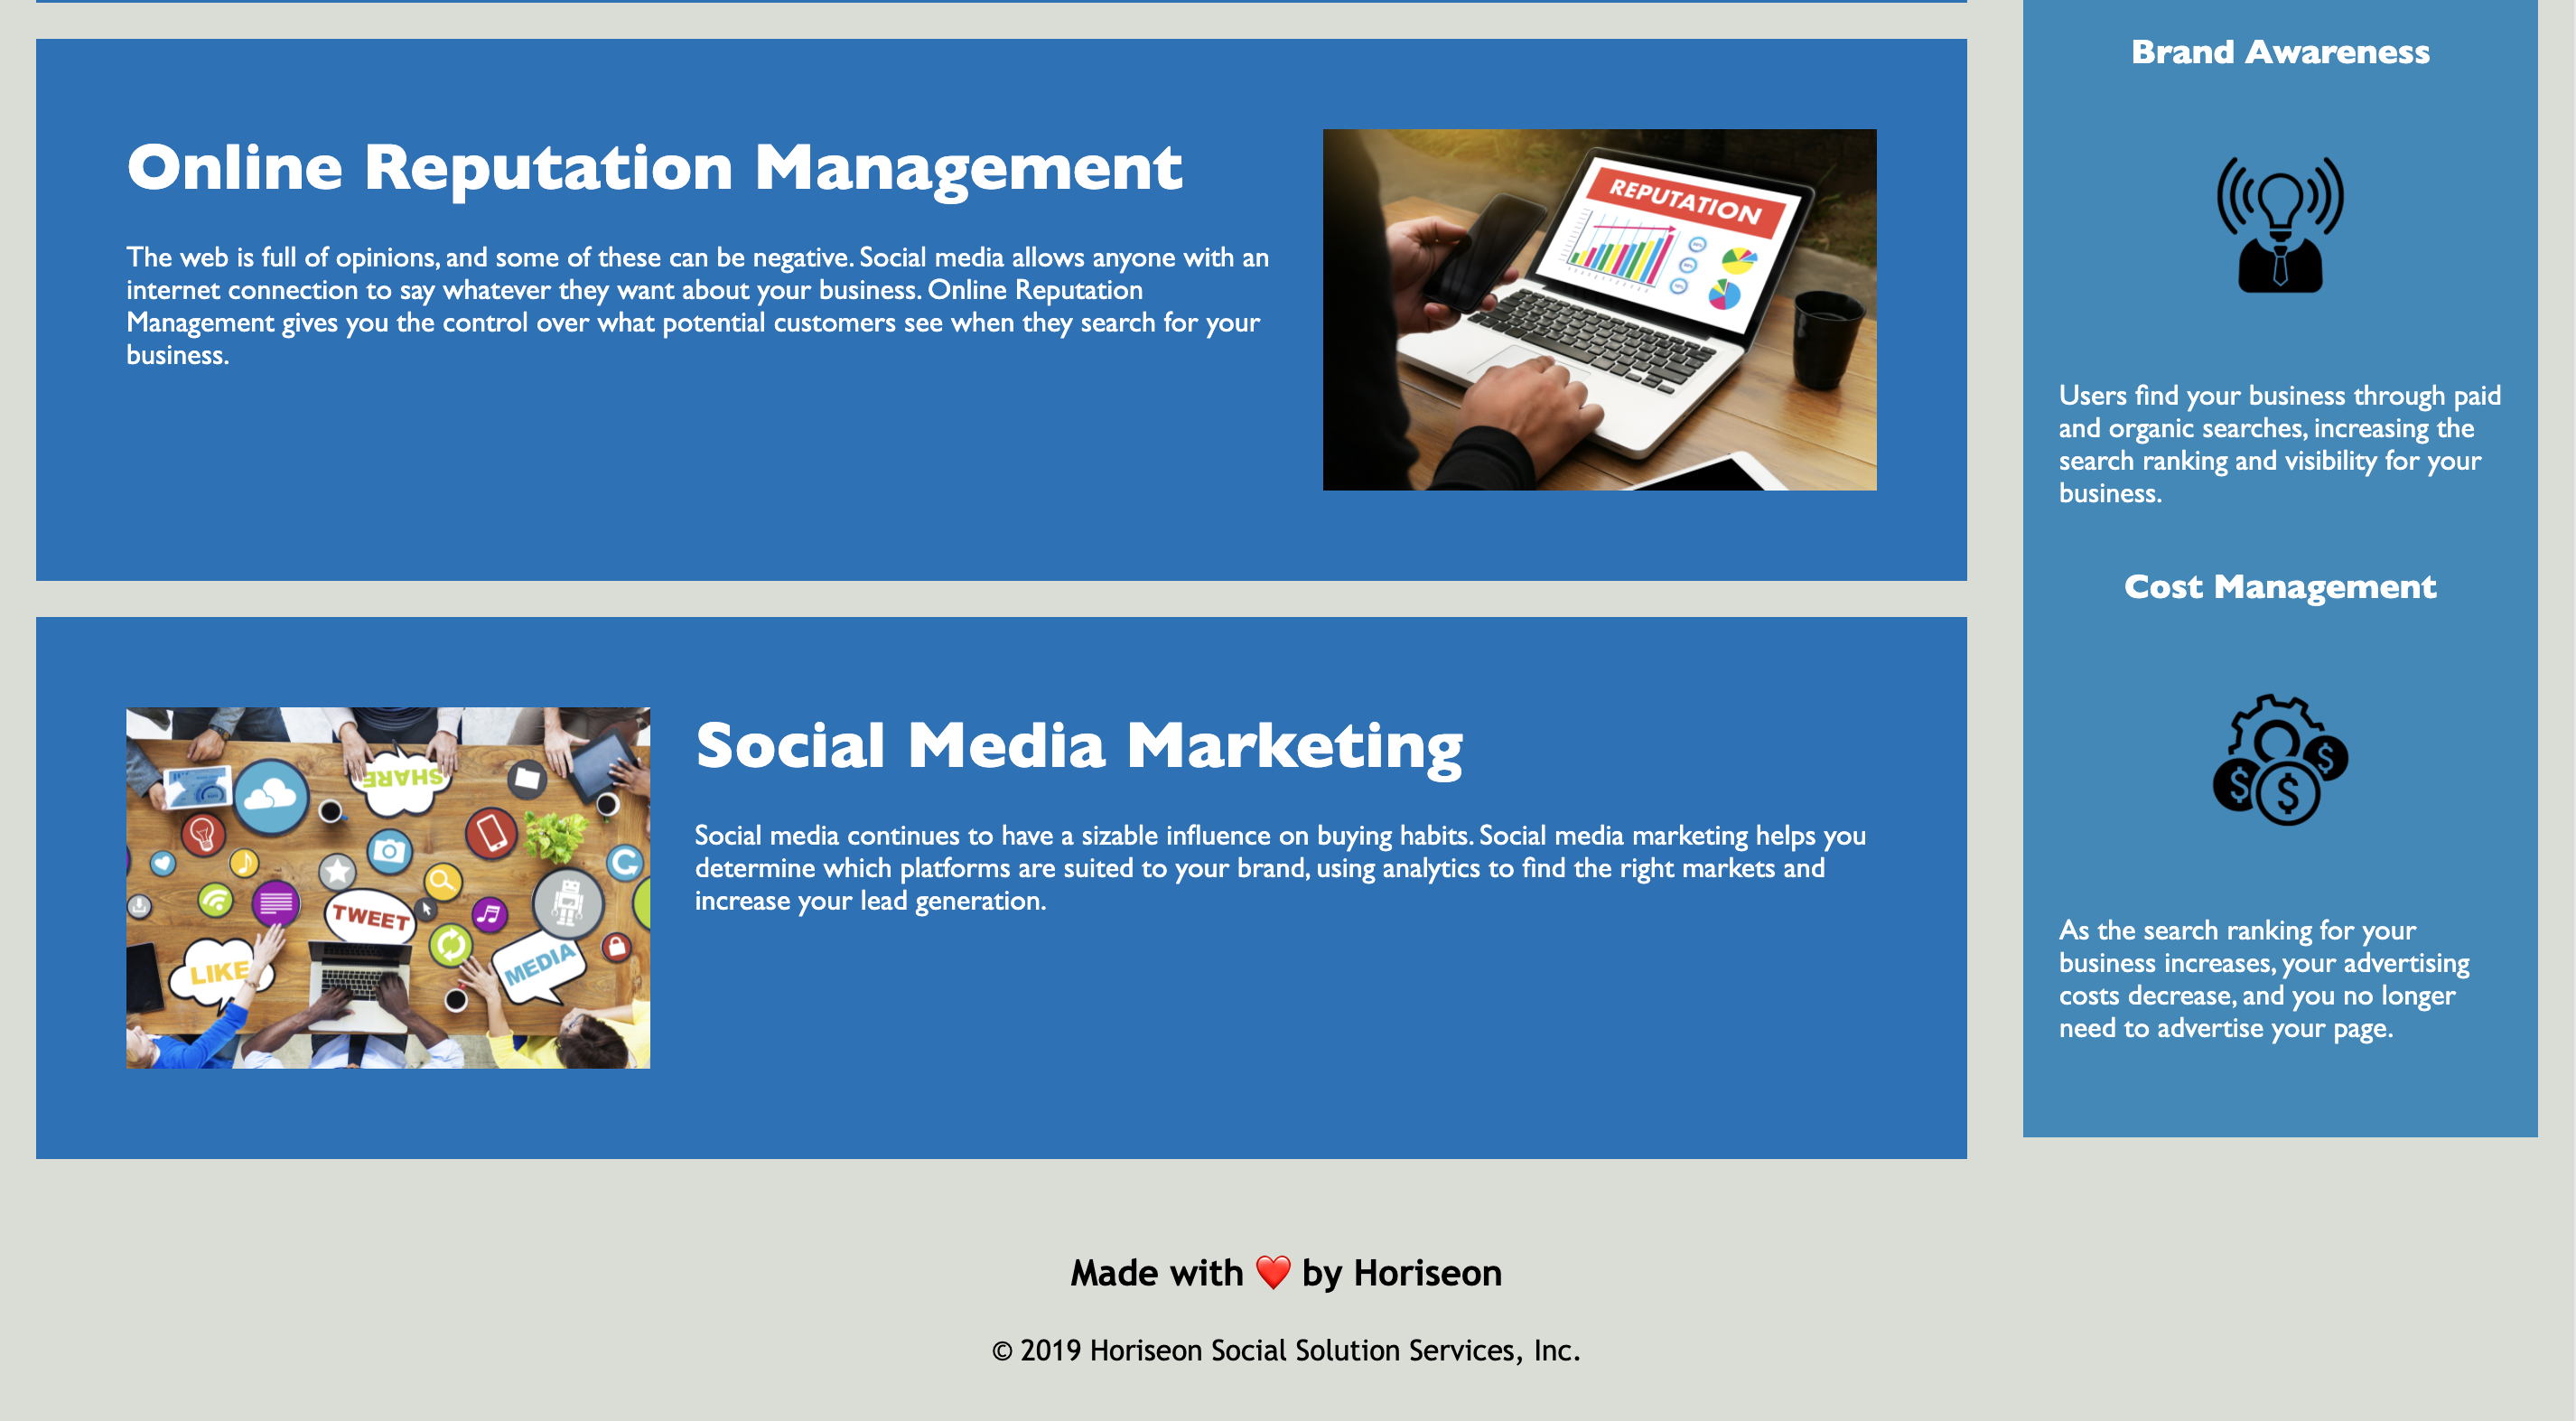 Online Reputation Management
The web is full of opinions, and some of these can be negative. Social media allows anyone with an
internet connection to say whatever they want about your business. Online Reputation
Management gives you the control over what potential customers see when they search for your
business.
REPUTATION
SHARE
TWEET
LIKE
MEDIA
Social Media Marketing
Social media continues to have a sizable influence on buying habits. Social media marketing helps you
determine which platforms are suited to your brand, using analytics to find the right markets and
increase your lead generation.
Brand Awareness
Users find your business through paid
and organic searches, increasing the
search ranking and visibility for your
business.
Cost Management
$ $ $
As the search ranking for your
business increases, your advertising
costs decrease, and you no longer
need to advertise your page.
Made with ❤️ by Horiseon
© 2019 Horiseon Social Solution Services, Inc.